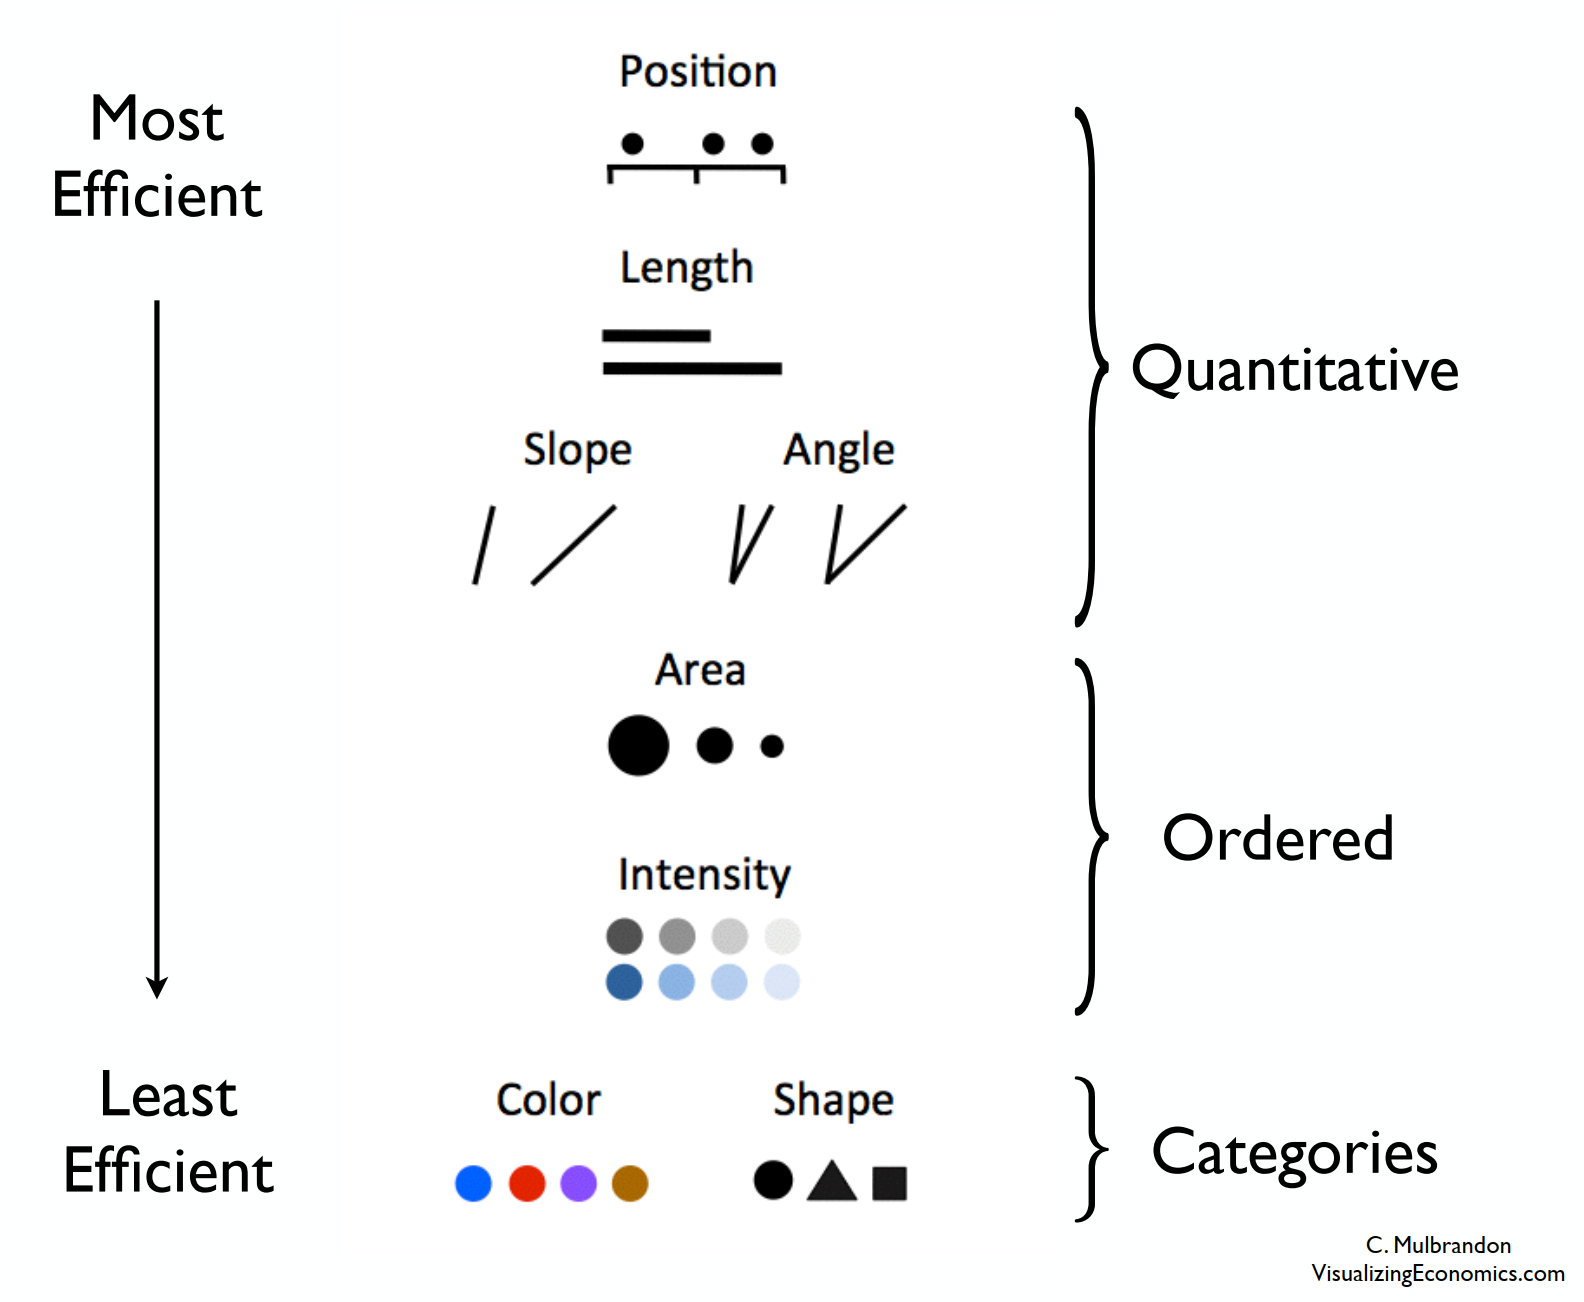 Most
Efficient
Position
Length
Slope
Angle
Quantitative
Area
Intensity
Ordered
Least
Efficient
Color
Shape
Categories
C. Mulbrandon
VisualizingEconomics.com